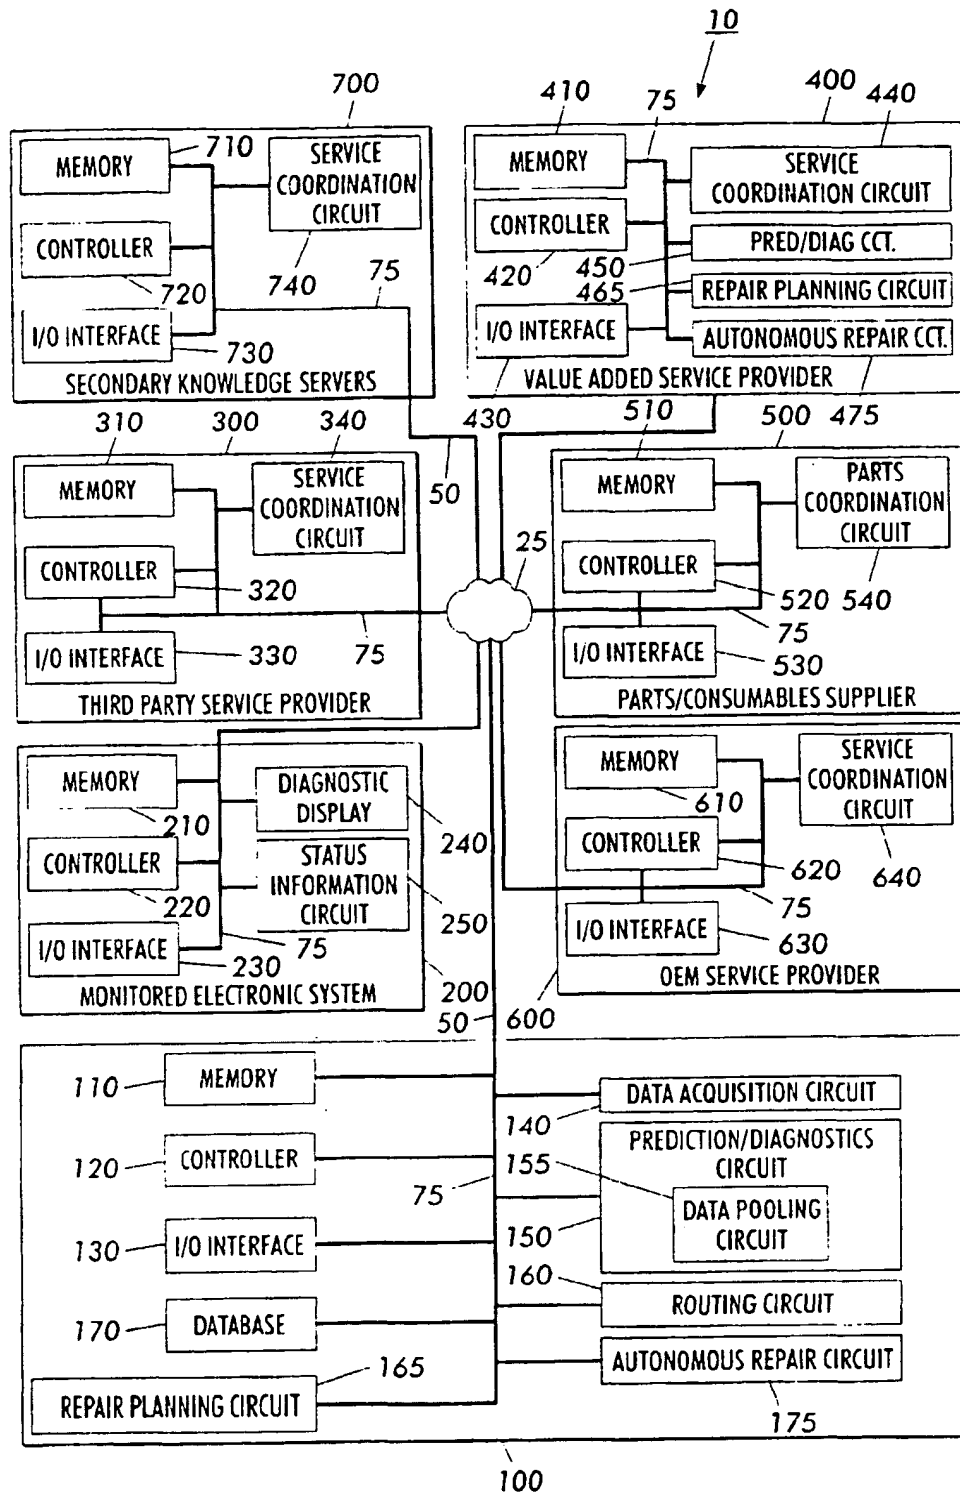 10
700
MEMORY
710
SERVICE
COORDINATION
CIRCUIT
CONTROLLER
720
740
75
I/O INTERFACE
730
SECONDARY KNOWLEDGE SERVERS
410
75
400
440
MEMORY
SERVICE
COORDINATION CIRCUIT
CONTROLLER
420
450
PRED/DIAG CCT.
465
REPAIR PLANNING CIRCUIT
I/O INTERFACE
AUTONOMOUS REPAIR CCT.
VALUE ADDED SERVICE PROVIDER
430
475
310
300
340
MEMORY
SERVICE
COORDINATION
CIRCUIT
50
CONTROLLER
320
I/O INTERFACE
330
75
THIRD PARTY SERVICE PROVIDER
25
510
500
MEMORY
PARTS
COORDINATION
CIRCUIT
CONTROLLER
520
540
75
I/O INTERFACE
530
PARTS/CONSUMABLES SUPPLIER
MEMORY
210
DIAGNOSTIC
DISPLAY
240
CONTROLLER
220
STATUS
INFORMATION
CIRCUIT
250
I/O INTERFACE
230
75
MONITORED ELECTRONIC SYSTEM
200
MEMORY
610
SERVICE
COORDINATION
CIRCUIT
CONTROLLER
620
640
75
I/O INTERFACE
630
OEM SERVICE PROVIDER
50
600
110
MEMORY
DATA ACQUISITION CIRCUIT
140
120
CONTROLLER
75
PREDICTION/DIAGNOSTICS
CIRCUIT
155
DATA POOLING
CIRCUIT
150
130
I/O INTERFACE
160
ROUTING CIRCUIT
170
DATABASE
165
AUTONOMOUS REPAIR CIRCUIT
REPAIR PLANNING CIRCUIT
175
100